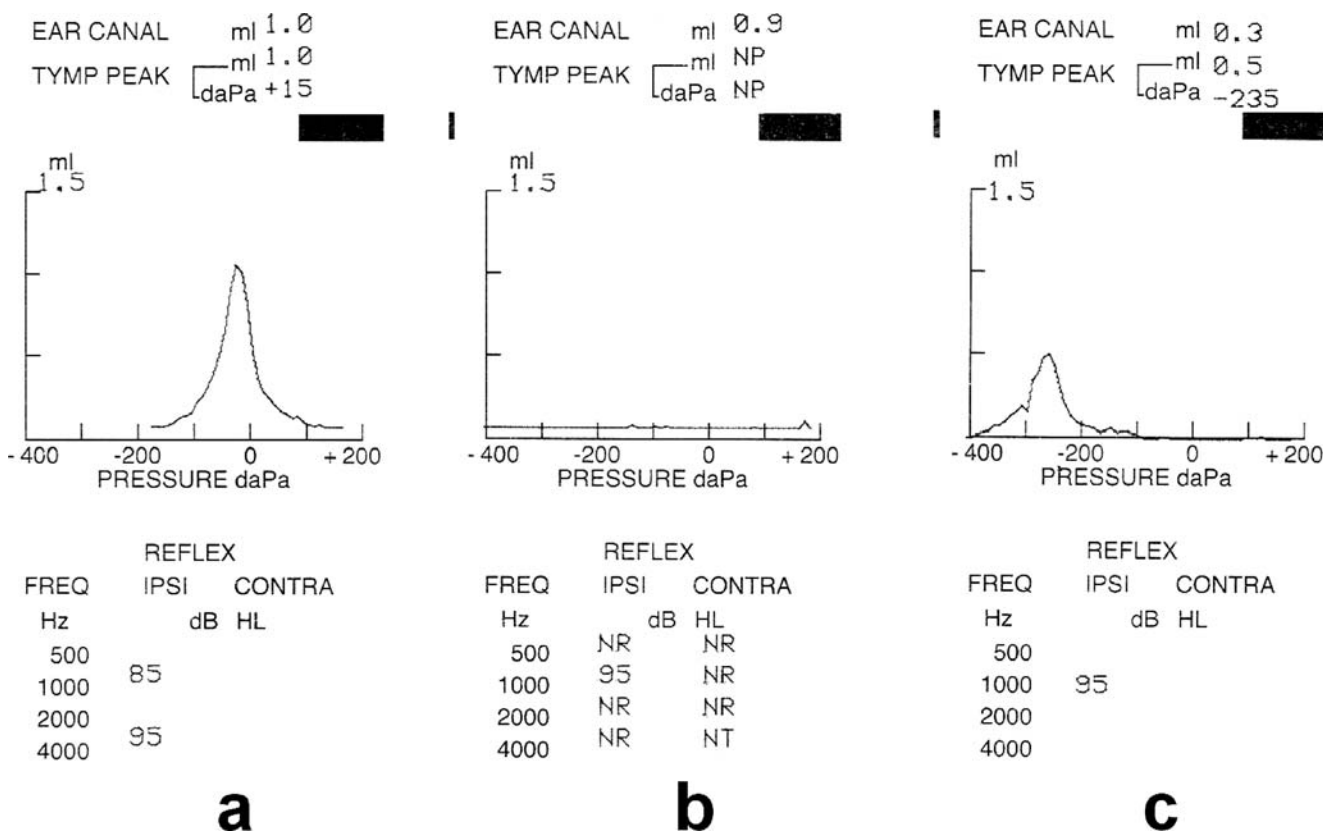 EAR CANAL ml 1.0
TYMP PEAK ml 1.0
daPa +15
ml
1.5
-400 -200 0 +200
PRESSURE daPa
REFLEX
FREQ IPSI CONTRA
Hz dB HL
500
1000 85
2000
4000 95
a
EAR CANAL ml 0.9
TYMP PEAK ml NP
daPa NP
ml
1.5
-400 -200 0 +200
PRESSURE daPa
REFLEX
FREQ IPSI CONTRA
Hz dB HL
500 NR NR
1000 95 NR
2000 NR NR
4000 NR NT
b
EAR CANAL ml 0.3
TYMP PEAK ml 0.5
daPa -235
ml
1.5
-400 -200 0 +200
PRESSURE daPa
REFLEX
FREQ IPSI CONTRA
Hz dB HL
500
1000 95
2000
4000
c